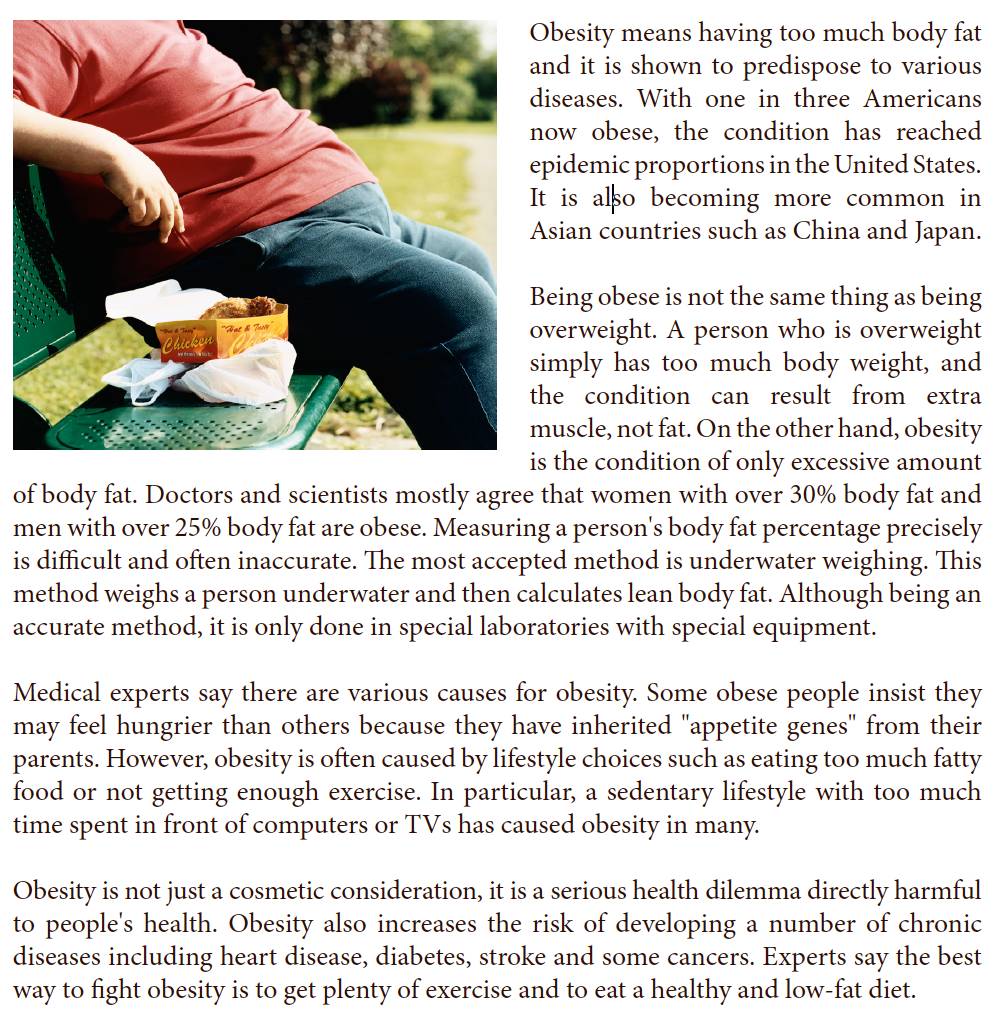 Obesity means having too much body fat
and it is shown to predispose to various
diseases. With one in three Americans
now obese, the condition has reached
epidemic proportions in the United States.
It is also becoming more common in
Asian countries such as China and Japan.
Being obese is not the same thing as being
overweight. A person who is overweight
simply has too much body weight, and
the condition can result from extra
muscle, not fat. On the other hand, obesity
is the condition of only excessive amount
of body fat. Doctors and scientists mostly agree that women with over 30% body fat and
men with over 25% body fat are obese. Measuring a person's body fat percentage precisely
is difficult and often inaccurate. The most accepted method is underwater weighing. This
method weighs a person underwater and then calculates lean body fat. Although being an
accurate method, it is only done in special laboratories with special equipment.
Medical experts say there are various causes for obesity. Some obese people insist they
may feel hungrier than others because they have inherited "appetite genes" from their
parents. However, obesity is often caused by lifestyle choices such as eating too much fatty
food or not getting enough exercise. In particular, a sedentary lifestyle with too much
time spent in front of computers or TVs has caused obesity in many.
Obesity is not just a cosmetic consideration, it is a serious health dilemma directly harmful
to people's health. Obesity also increases the risk of developing a number of chronic
diseases including heart disease, diabetes, stroke and some cancers. Experts say the best
way to fight obesity is to get plenty of exercise and to eat a healthy and low-fat diet.
"Hot & Tasty"
Chicken
"Hot & Tasty"